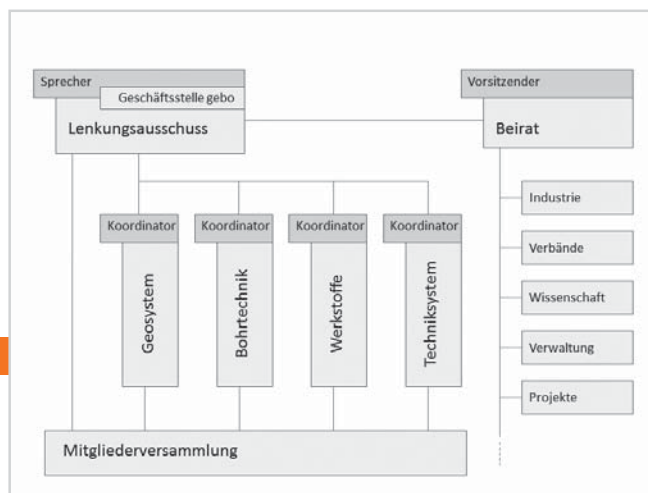 Sprecher
Geschäftsstelle gebo
Lenkungsausschuss
Vorsitzender
Beirat
Industrie
Verbände
Wissenschaft
Verwaltung
Projekte
Koordinator
Koordinator
Koordinator
Koordinator
Geosystem
Bohrtechnik
Werkstoffe
Techniksystem
Mitgliederversammlung